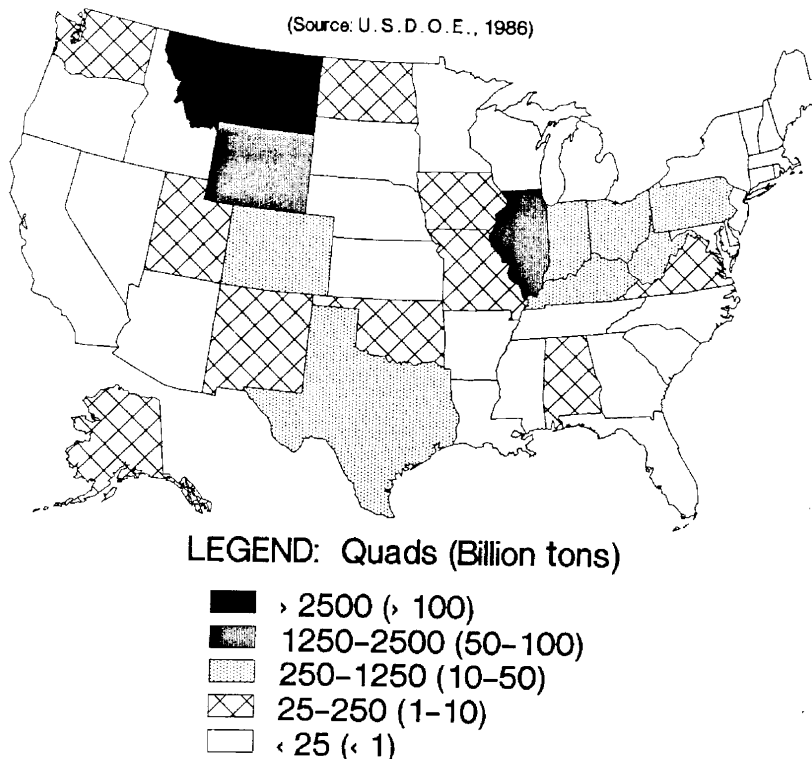 (Source: U.S.D.O.E., 1986)
LEGEND: Quads (Billion tons)
> 2500 (> 100)
1250-2500 (50-100)
250-1250 (10-50)
25-250 (1-10)
< 25 (< 1)